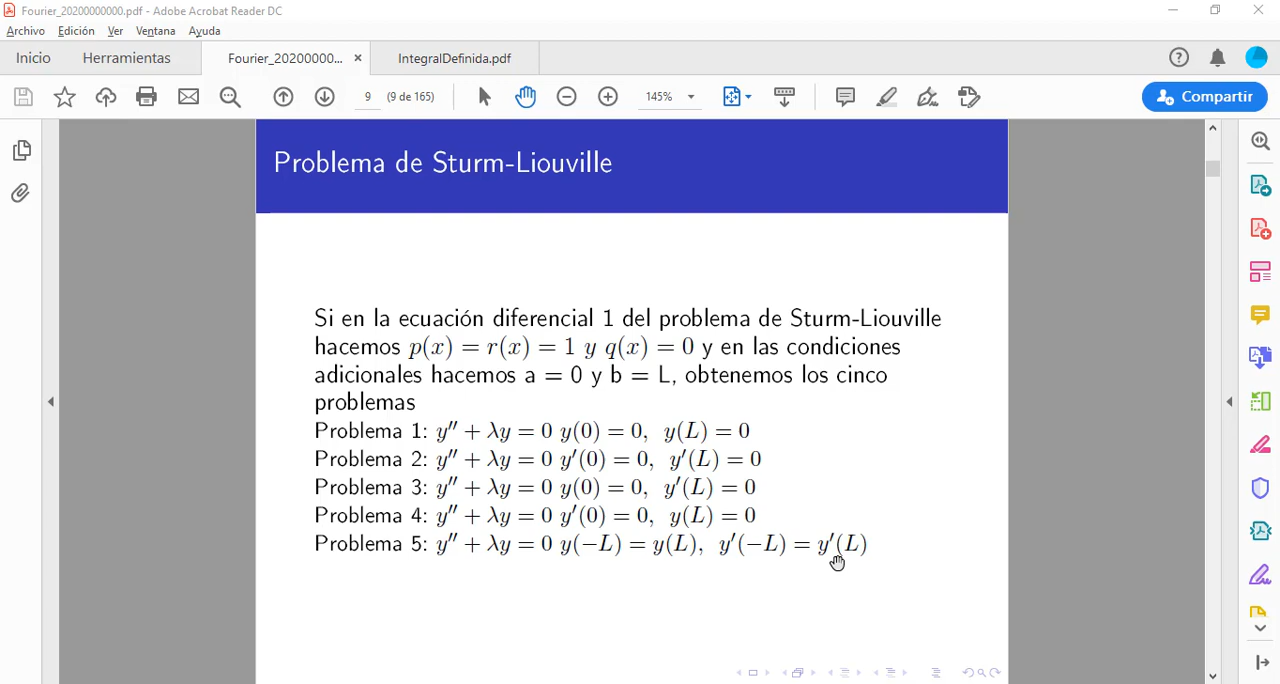 Fourier_20200000000.pdf - Adobe Acrobat Reader DC
Archivo Edición Ver Ventana Ayuda
Inicio Herramientas Fourier_20200000... × IntegralDefinida.pdf
9 (9 de 165) 145% Compartir
Problema de Sturm-Liouville
Si en la ecuación diferencial 1 del problema de Sturm-Liouville
hacemos p(x) = r(x) = 1 y q(x) = 0 y en las condiciones
adicionales hacemos a = 0 y b = L, obtenemos los cinco
problemas
Problema 1: y″ + λy = 0 y(0) = 0, y(L) = 0
Problema 2: y″ + λy = 0 y′(0) = 0, y′(L) = 0
Problema 3: y″ + λy = 0 y(0) = 0, y′(L) = 0
Problema 4: y″ + λy = 0 y′(0) = 0, y(L) = 0
Problema 5: y″ + λy = 0 y(−L) = y(L), y′(−L) = y′(L)